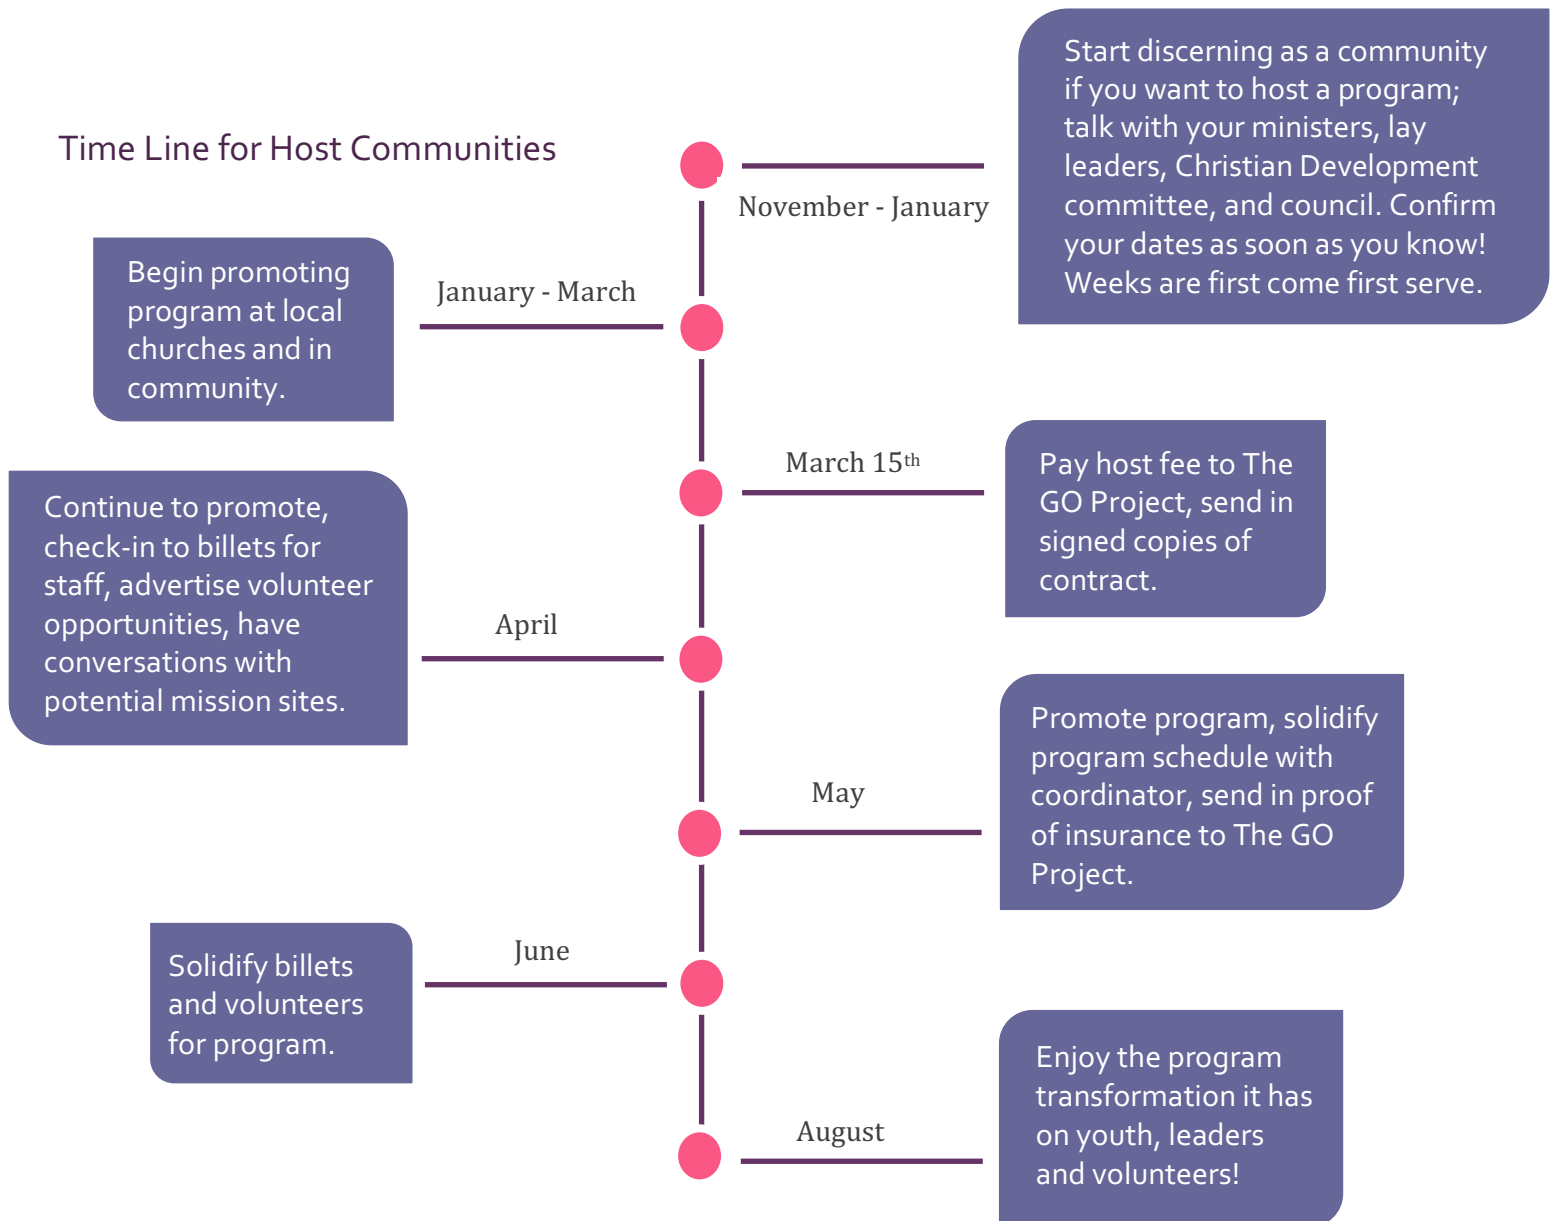 Time Line for Host Communities
November - January
Start discerning as a community
if you want to host a program;
talk with your ministers, lay
leaders, Christian Development
committee, and council. Confirm
your dates as soon as you know!
Weeks are first come first serve.
January - March
Begin promoting
program at local
churches and in
community.
March 15th
Pay host fee to The
GO Project, send in
signed copies of
contract.
April
Continue to promote,
check-in to billets for
staff, advertise volunteer
opportunities, have
conversations with
potential mission sites.
May
Promote program, solidify
program schedule with
coordinator, send in proof
of insurance to The GO
Project.
June
Solidify billets
and volunteers
for program.
August
Enjoy the program
transformation it has
on youth, leaders
and volunteers!